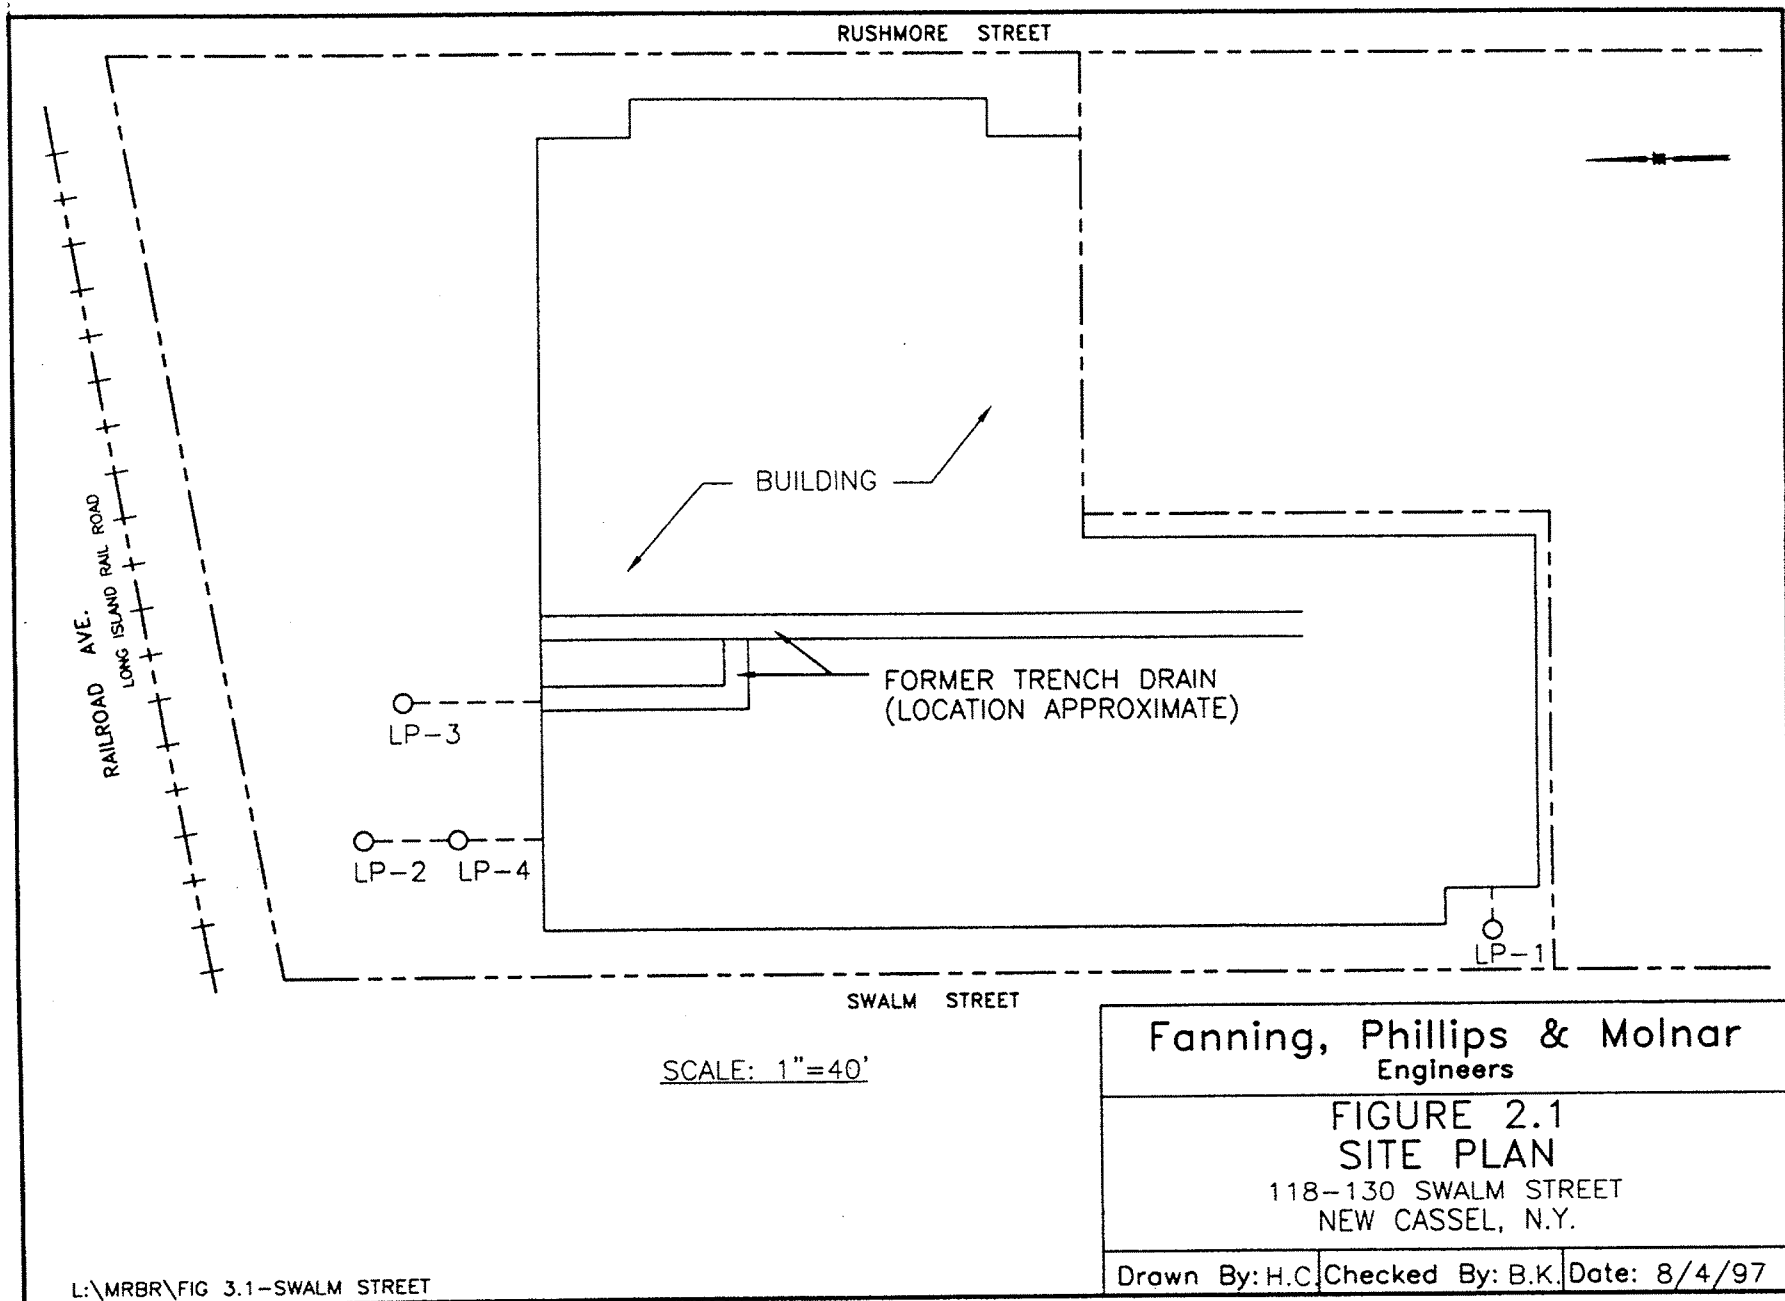 RUSHMORE STREET
BUILDING
RAILROAD AVE.
LONG ISLAND RAIL ROAD
FORMER TRENCH DRAIN
(LOCATION APPROXIMATE)
LP-3
LP-2 LP-4
LP-1
SWALM STREET
SCALE: 1"=40'
Fanning, Phillips & Molnar
Engineers
FIGURE 2.1
SITE PLAN
118-130 SWALM STREET
NEW CASSEL, N.Y.
Drawn By: H.C. Checked By: B.K. Date: 8/4/97
L:\MRBR\FIG 3.1-SWALM STREET